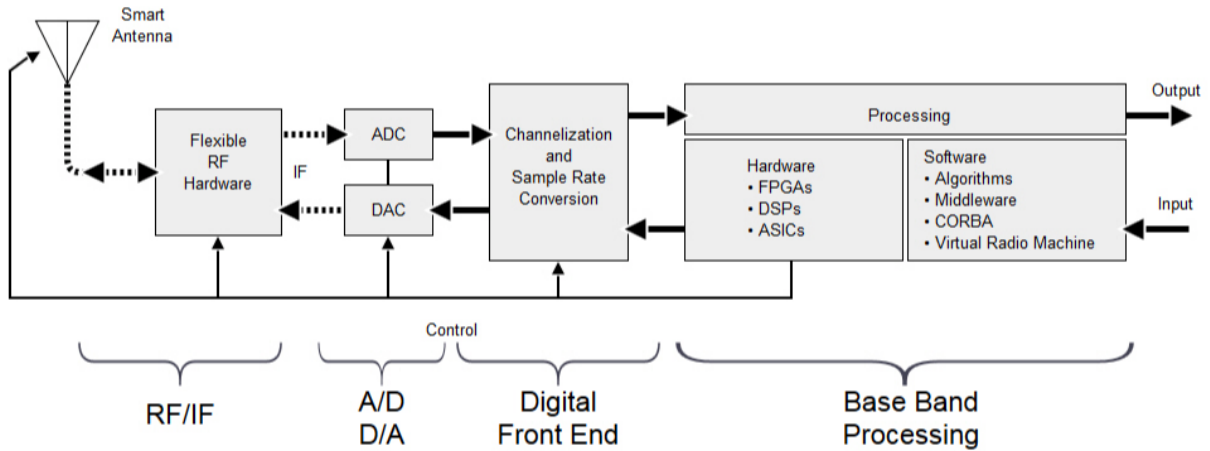 Smart
Antenna
Flexible
RF
Hardware
IF
ADC
DAC
Channelization
and
Sample Rate
Conversion
Processing
Hardware
• FPGAs
• DSPs
• ASICs
Software
• Algorithms
• Middleware
• CORBA
• Virtual Radio Machine
Output
Input
Control
RF/IF
A/D
D/A
Digital
Front End
Base Band
Processing